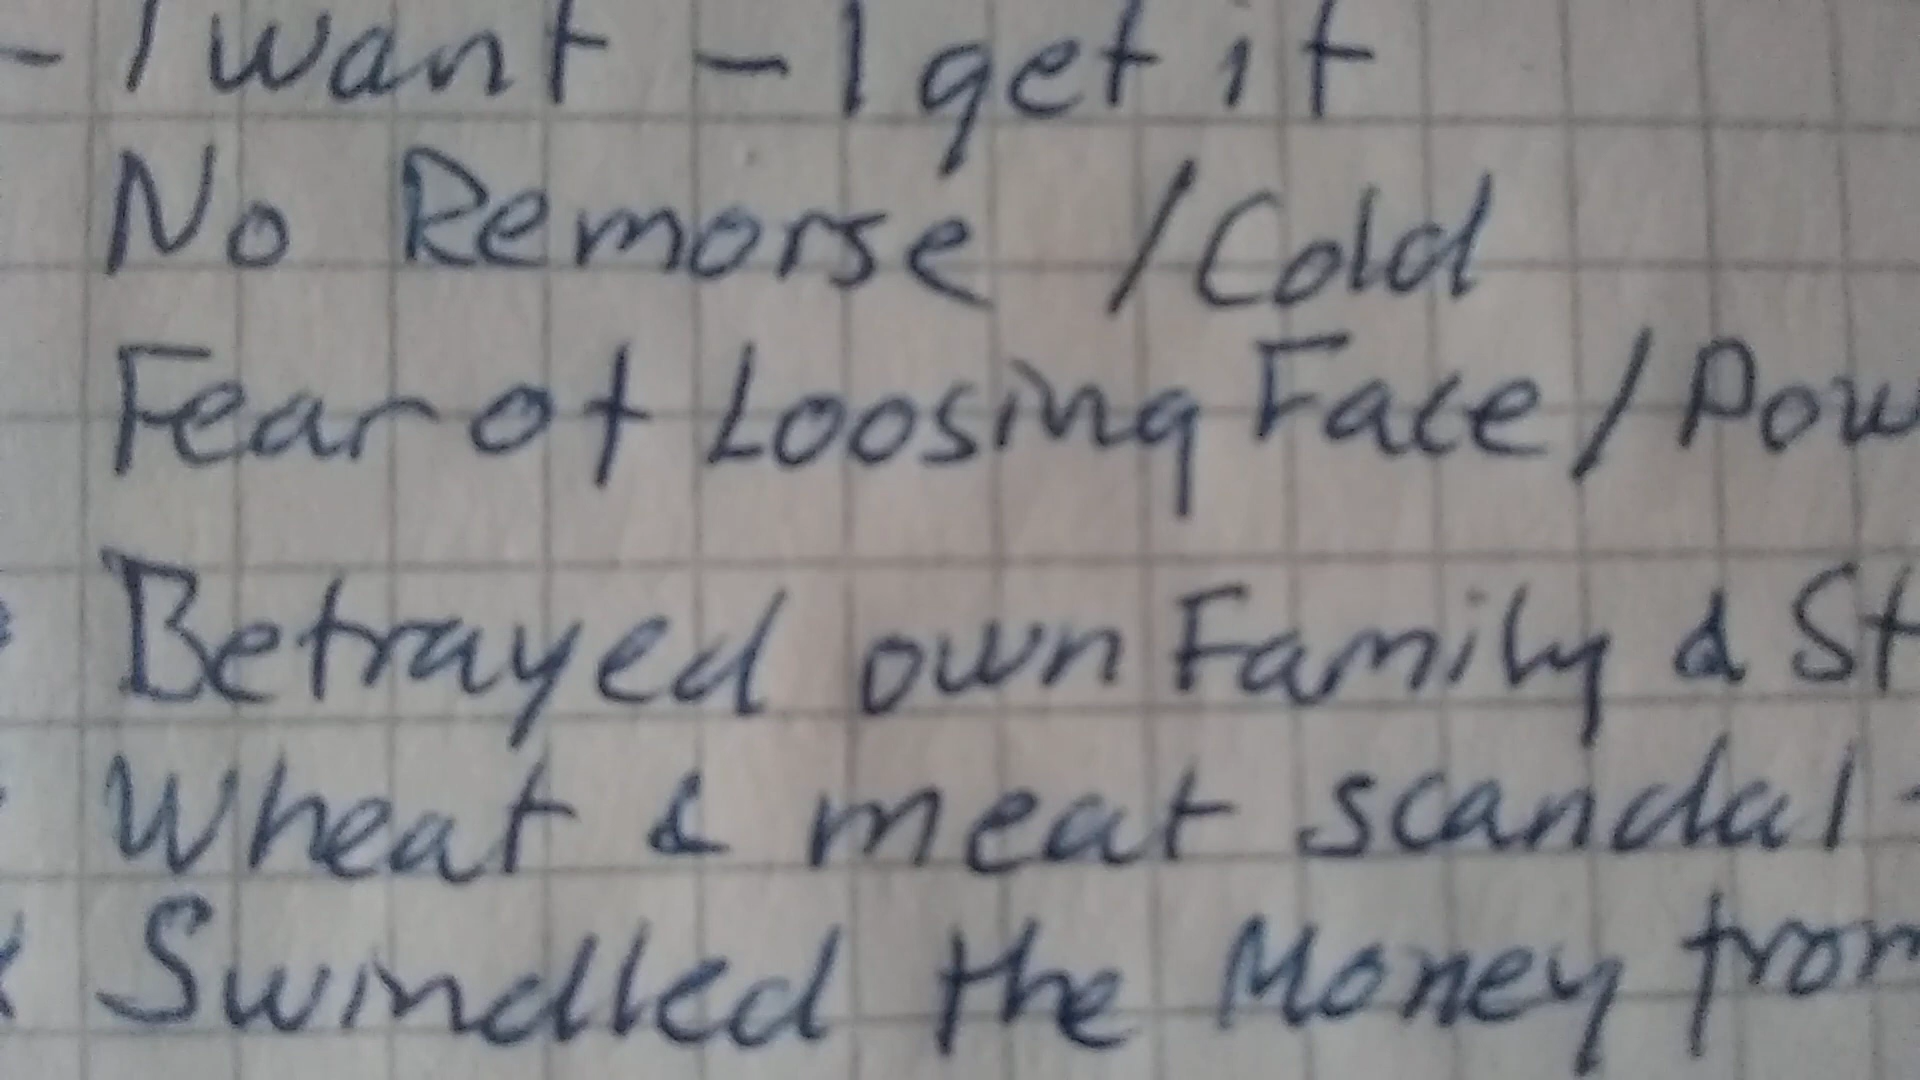 - I want - I get it
No Remorse / Cold
Fear of Loosing Face / Pow
Betrayed own Family & St
Wheat & meat scandal -
Swindled the Money from